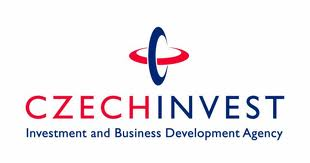 CZECHINVEST
Investment and Business Development Agency